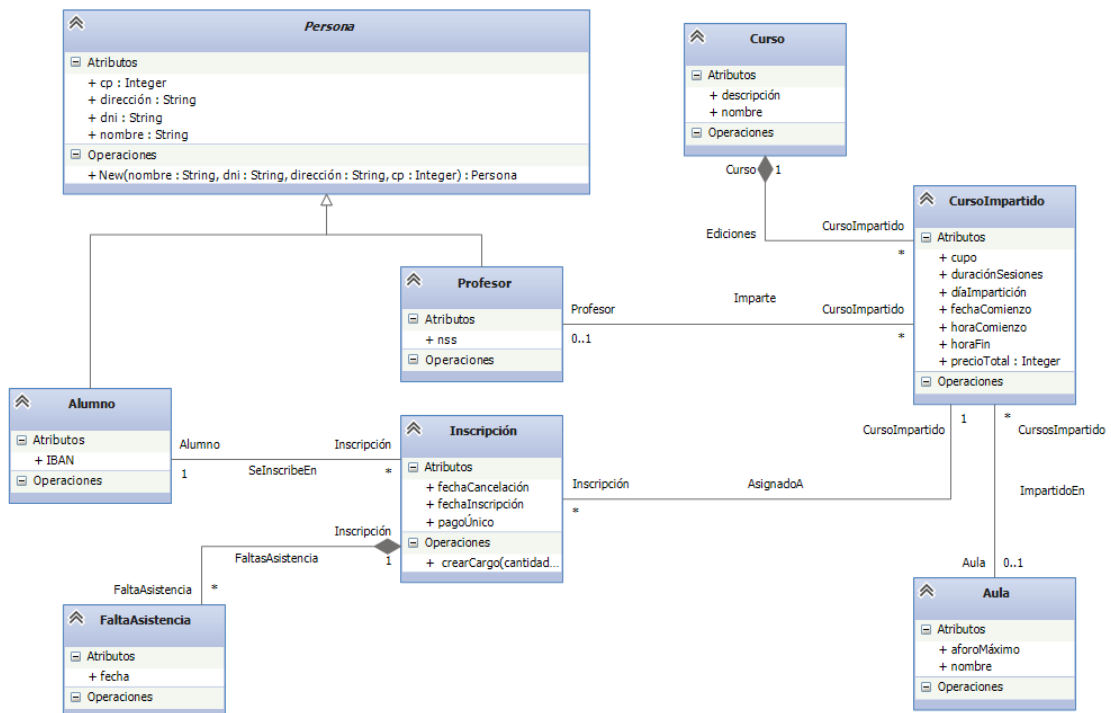 Persona
Atributos
+ cp : Integer
+ dirección : String
+ dni : String
+ nombre : String
Operaciones
+ New(nombre : String, dni : String, dirección : String, cp : Integer) : Persona
Curso
Atributos
+ descripción
+ nombre
Operaciones
Curso
1
Ediciones
CursoImpartido
*
CursoImpartido
Atributos
+ cupo
+ duraciónSesiones
+ díaImpartición
+ fechaComienzo
+ horaComienzo
+ horaFin
+ precioTotal : Integer
Operaciones
Profesor
Atributos
+ nss
Operaciones
Profesor
0..1
Imparte
CursoImpartido
*
Alumno
Atributos
+ IBAN
Operaciones
Alumno
1
SeInscribeEn
Inscripción
*
Inscripción
Atributos
+ fechaCancelación
+ fechaInscripción
+ pagoÚnico
Operaciones
+ crearCargo(cantidad...
Inscripción
*
AsignadoA
CursoImpartido
1
*
CursosImpartido
ImpartidoEn
Aula
0..1
Inscripción
1
FaltasAsistencia
FaltaAsistencia
*
FaltaAsistencia
Atributos
+ fecha
Operaciones
Aula
Atributos
+ aforoMáximo
+ nombre
Operaciones